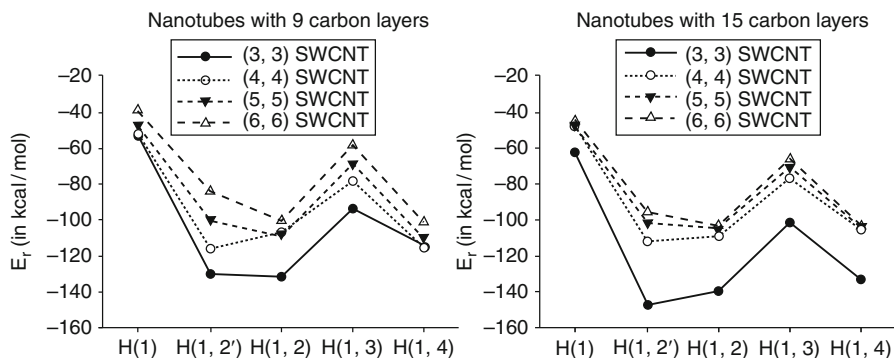 Nanotubes with 9 carbon layers
(3, 3) SWCNT
(4, 4) SWCNT
(5, 5) SWCNT
(6, 6) SWCNT
−20
−40
−60
−80
−100
−120
−140
−160
E_r (in kcal / mol)
H(1) H(1, 2′) H(1, 2) H(1, 3) H(1, 4)
Nanotubes with 15 carbon layers
(3, 3) SWCNT
(4, 4) SWCNT
(5, 5) SWCNT
(6, 6) SWCNT
−20
−40
−60
−80
−100
−120
−140
−160
E_r (in kcal / mol)
H(1) H(1, 2′) H(1, 2) H(1, 3) H(1, 4)